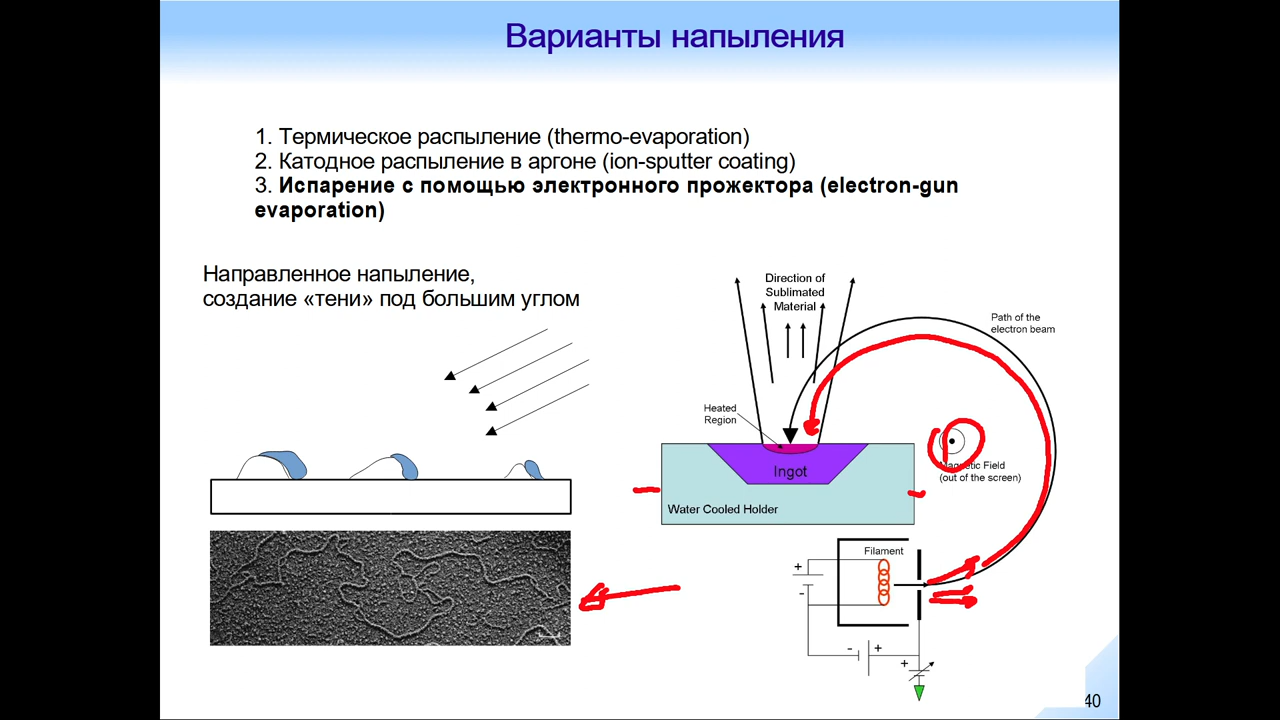 Варианты напыления
1. Термическое распыление (thermo-evaporation)
2. Катодное распыление в аргоне (ion-sputter coating)
3. Испарение с помощью электронного прожектора (electron-gun
evaporation)
Направленное напыление,
создание «тени» под большим углом
Direction of
Sublimated
Material
Path of the
electron beam
Heated
Region
Ingot
Magnetic Field
(out of the screen)
Water Cooled Holder
Filament
+
-
- +
+
40